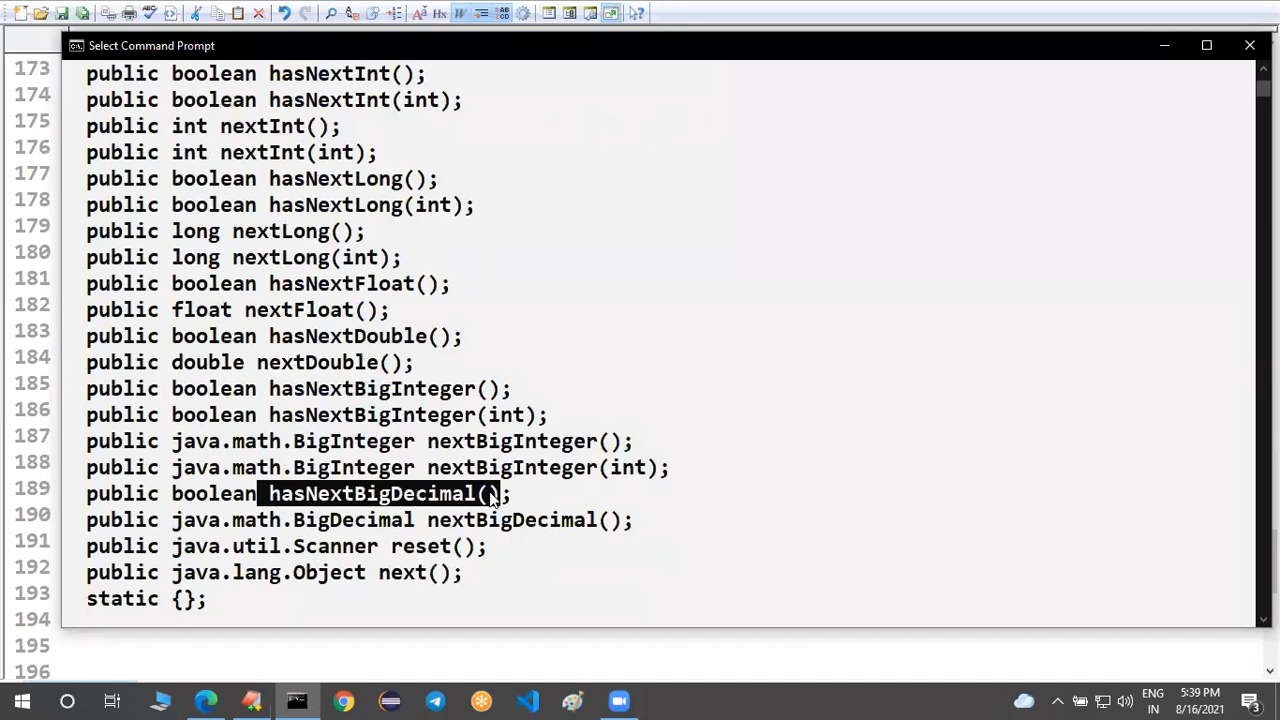 Select Command Prompt
173
174
175
176
177
178
179
180
181
182
183
184
185
186
187
188
189
190
191
192
193
194
195
196
public boolean hasNextInt();
public boolean hasNextInt(int);
public int nextInt();
public int nextInt(int);
public boolean hasNextLong();
public boolean hasNextLong(int);
public long nextLong();
public long nextLong(int);
public boolean hasNextFloat();
public float nextFloat();
public boolean hasNextDouble();
public double nextDouble();
public boolean hasNextBigInteger();
public boolean hasNextBigInteger(int);
public java.math.BigInteger nextBigInteger();
public java.math.BigInteger nextBigInteger(int);
public boolean hasNextBigDecimal();
public java.math.BigDecimal nextBigDecimal();
public java.util.Scanner reset();
public java.lang.Object next();
static {};
ENG
IN
5:39 PM
8/16/2021
3